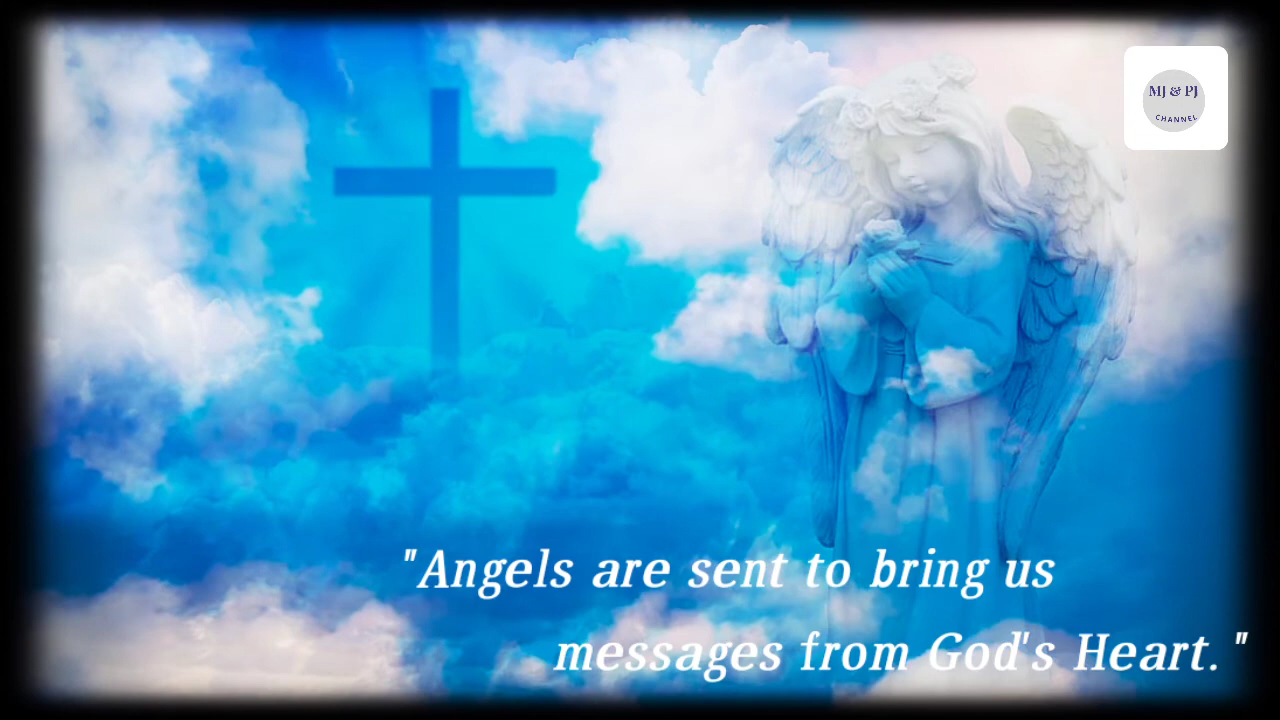 MJ & PJ
CHANNEL
"Angels are sent to bring us
messages from God's Heart. "